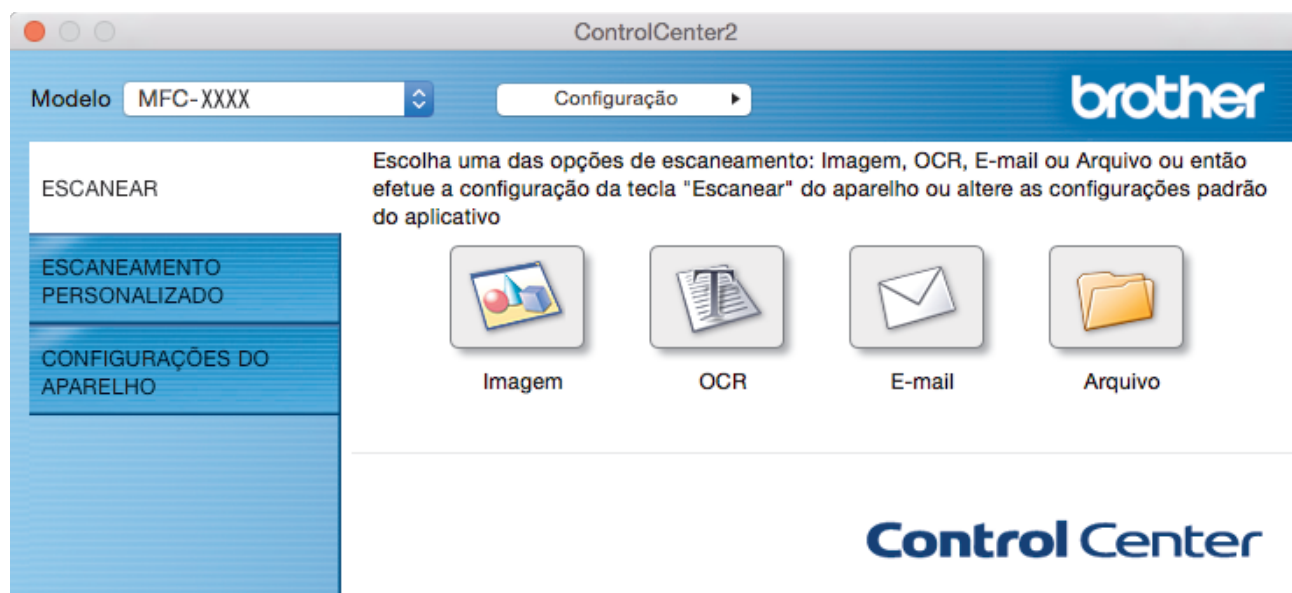 ControlCenter2
Modelo MFC-XXXX
Configuração
brother
ESCANEAR
ESCANEAMENTO
PERSONALIZADO
CONFIGURAÇÕES DO
APARELHO
Escolha uma das opções de escaneamento: Imagem, OCR, E-mail ou Arquivo ou então
efetue a configuração da tecla "Escanear" do aparelho ou altere as configurações padrão
do aplicativo
Imagem
OCR
E-mail
Arquivo
Control Center